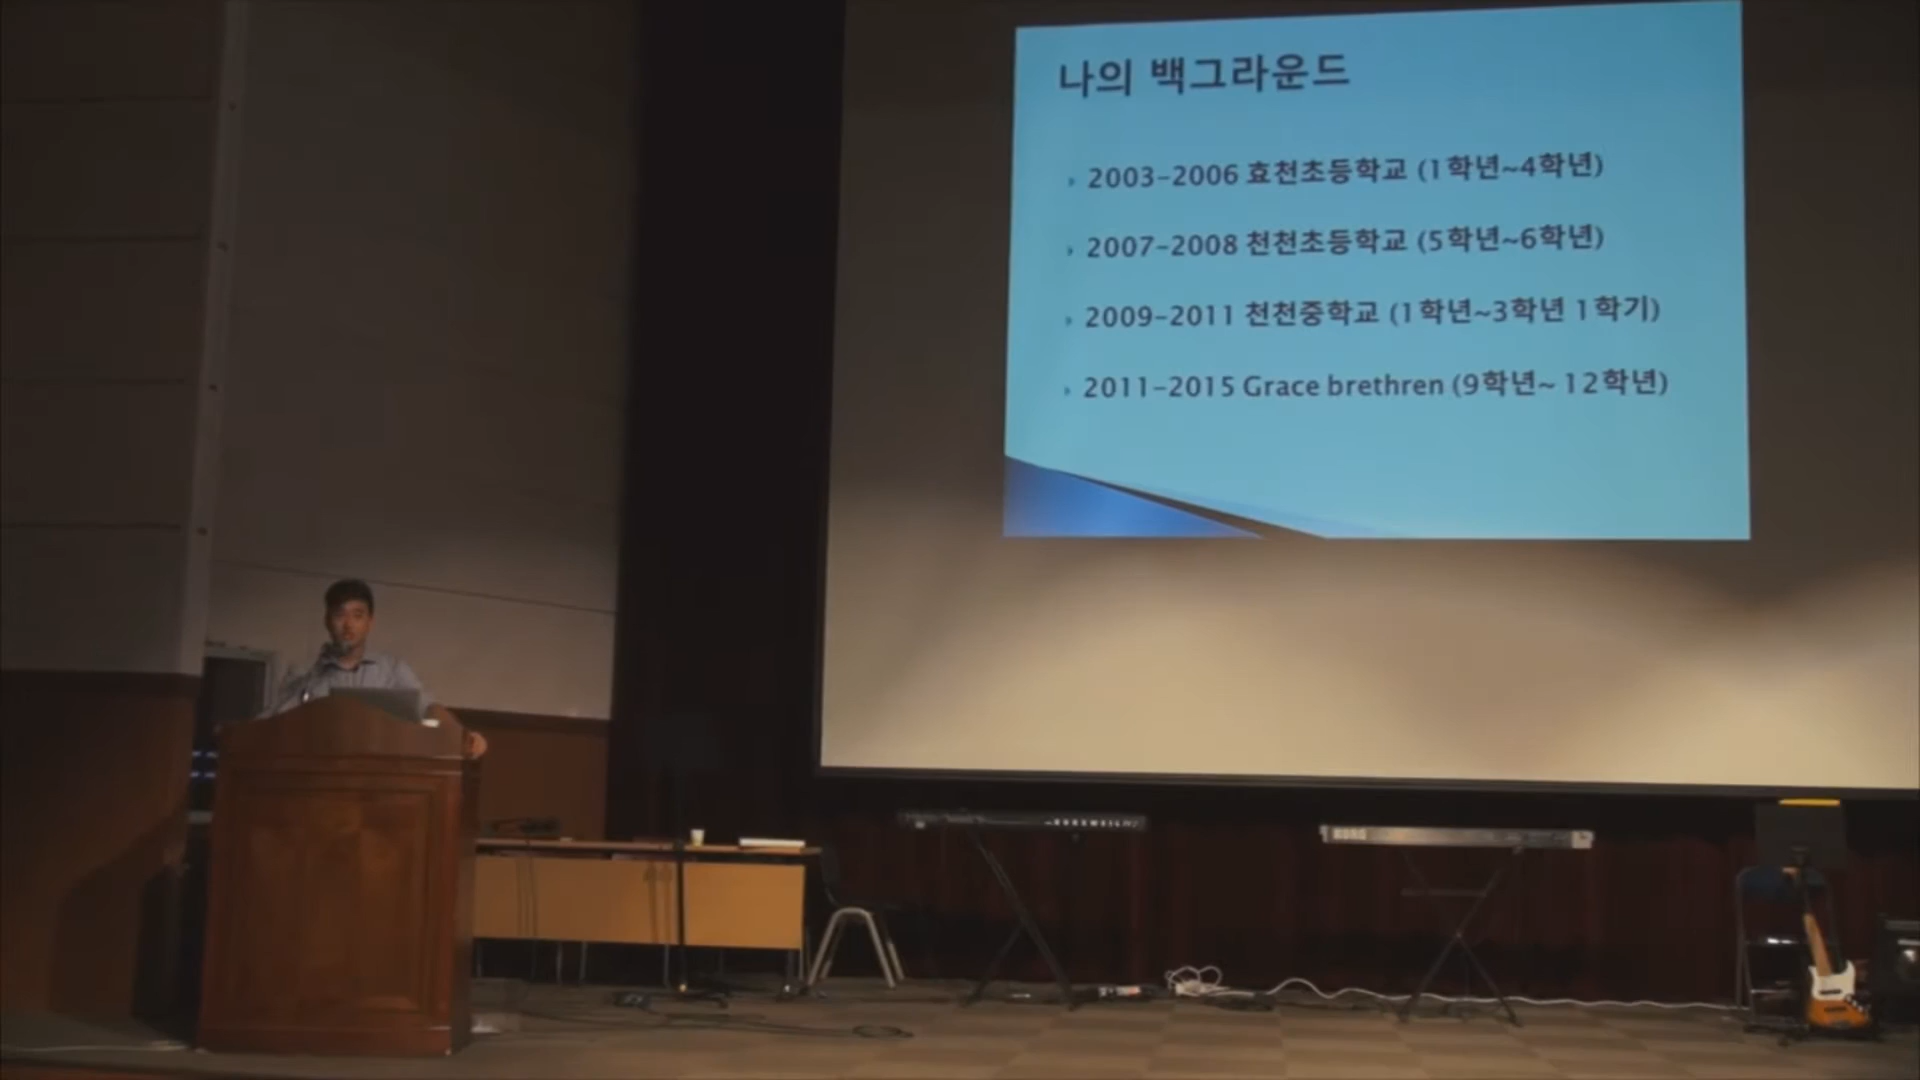 나의 백그라운드
2003-2006 효천초등학교 (1학년~4학년)
2007-2008 천천초등학교 (5학년~6학년)
2009-2011 천천중학교 (1학년~3학년 1학기)
2011-2015 Grace brethren (9학년~ 12학년)
KURZWEIL
KORG